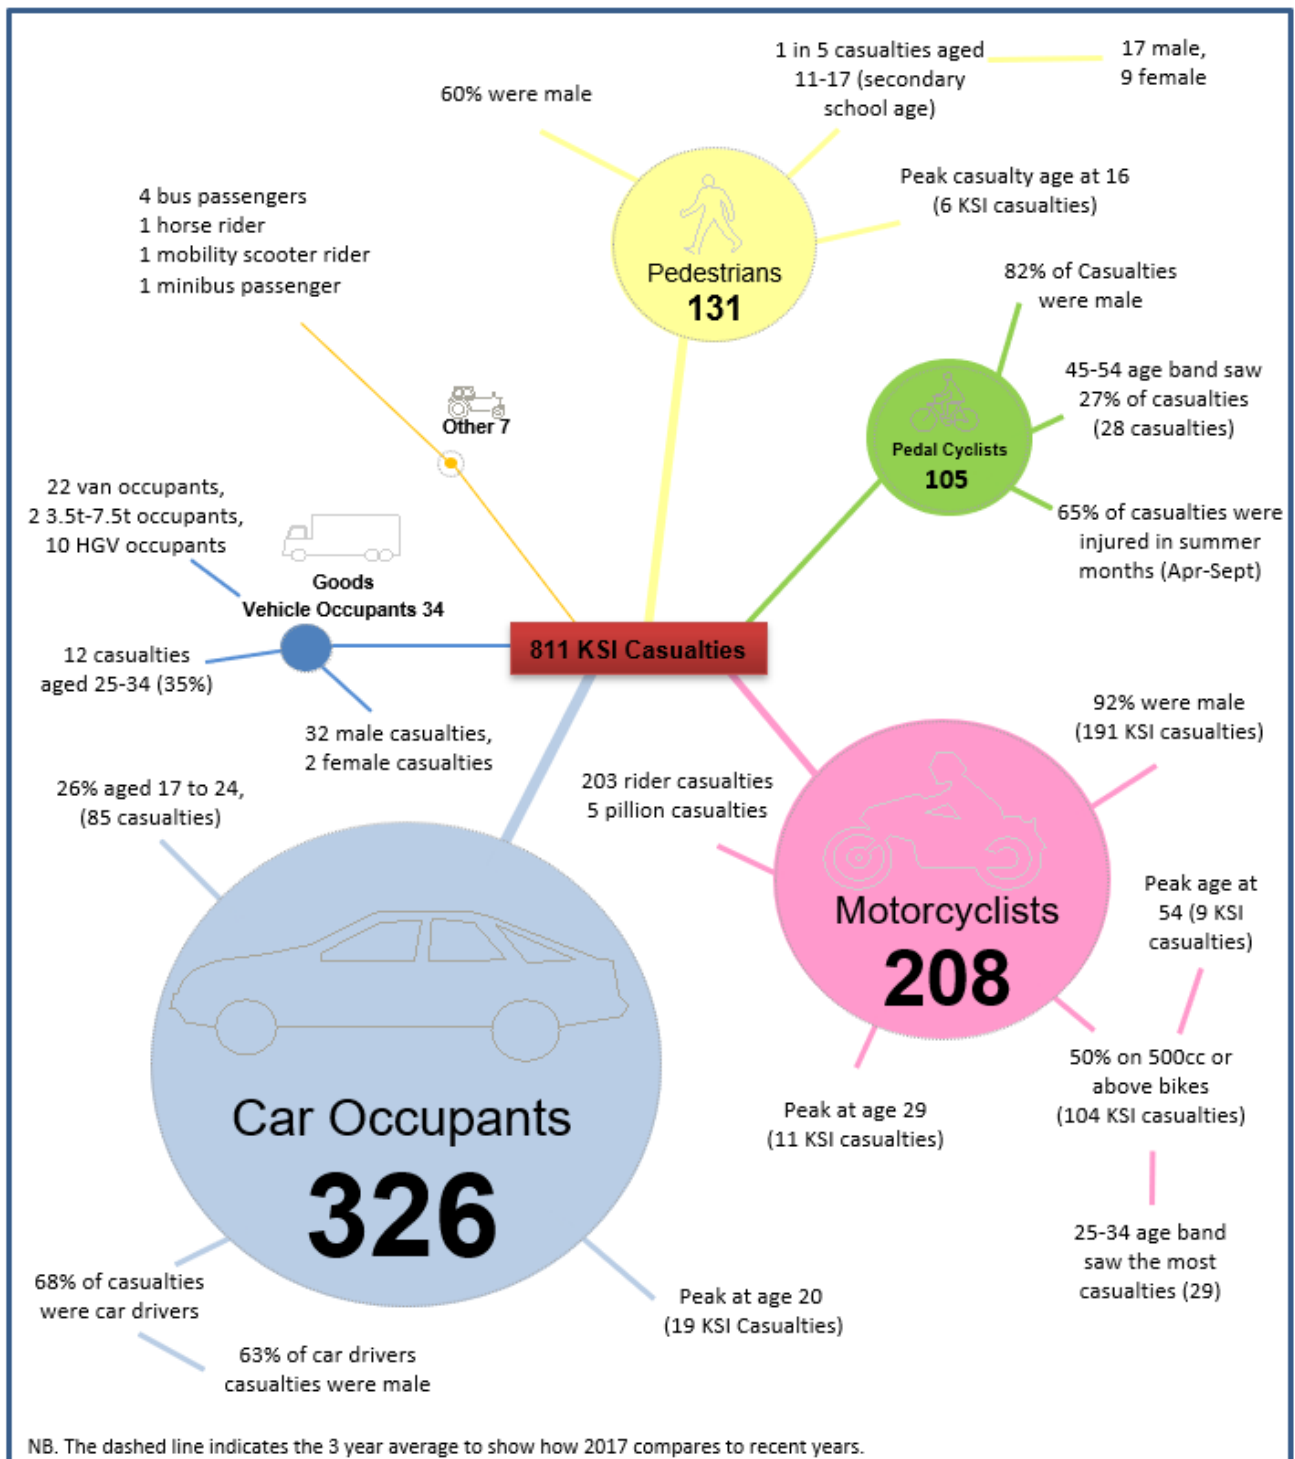 1 in 5 casualties aged
11-17 (secondary
school age)
17 male,
9 female
60% were male
Peak casualty age at 16
(6 KSI casualties)
Pedestrians
131
4 bus passengers
1 horse rider
1 mobility scooter rider
1 minibus passenger
Other 7
82% of Casualties
were male
45-54 age band saw
27% of casualties
(28 casualties)
Pedal Cyclists
105
65% of casualties were
injured in summer
months (Apr-Sept)
22 van occupants,
2 3.5t-7.5t occupants,
10 HGV occupants
Goods
Vehicle Occupants 34
12 casualties
aged 25-34 (35%)
32 male casualties,
2 female casualties
811 KSI Casualties
92% were male
(191 KSI casualties)
203 rider casualties
5 pillion casualties
Motorcyclists
208
Peak age at
54 (9 KSI
casualties)
50% on 500cc or
above bikes
(104 KSI casualties)
Peak at age 29
(11 KSI casualties)
25-34 age band
saw the most
casualties (29)
26% aged 17 to 24,
(85 casualties)
Car Occupants
326
68% of casualties
were car drivers
63% of car drivers
casualties were male
Peak at age 20
(19 KSI Casualties)
NB. The dashed line indicates the 3 year average to show how 2017 compares to recent years.